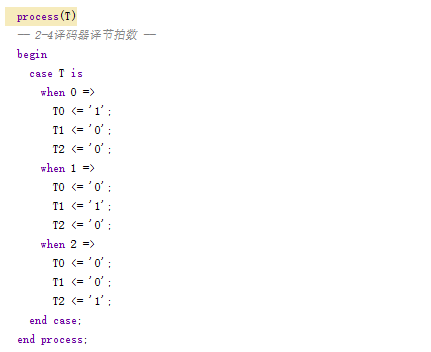 process(T)
-- 2-4译码器译节拍数 --
begin
case T is
when 0 =>
T0 <= '1';
T1 <= '0';
T2 <= '0';
when 1 =>
T0 <= '0';
T1 <= '1';
T2 <= '0';
when 2 =>
T0 <= '0';
T1 <= '0';
T2 <= '1';
end case;
end process;